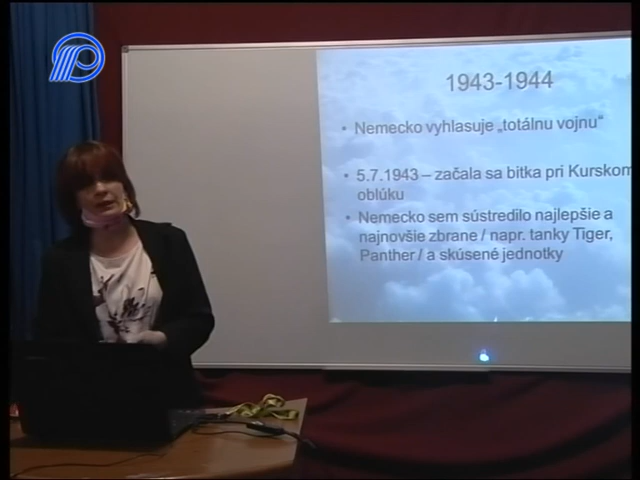 1943-1944
• Nemecko vyhlasuje „totálnu vojnu“
• 5.7.1943 – začala sa bitka pri Kurskom
oblúku
• Nemecko sem sústredilo najlepšie a
najnovšie zbrane / napr. tanky Tiger,
Panther / a skúsené jednotky